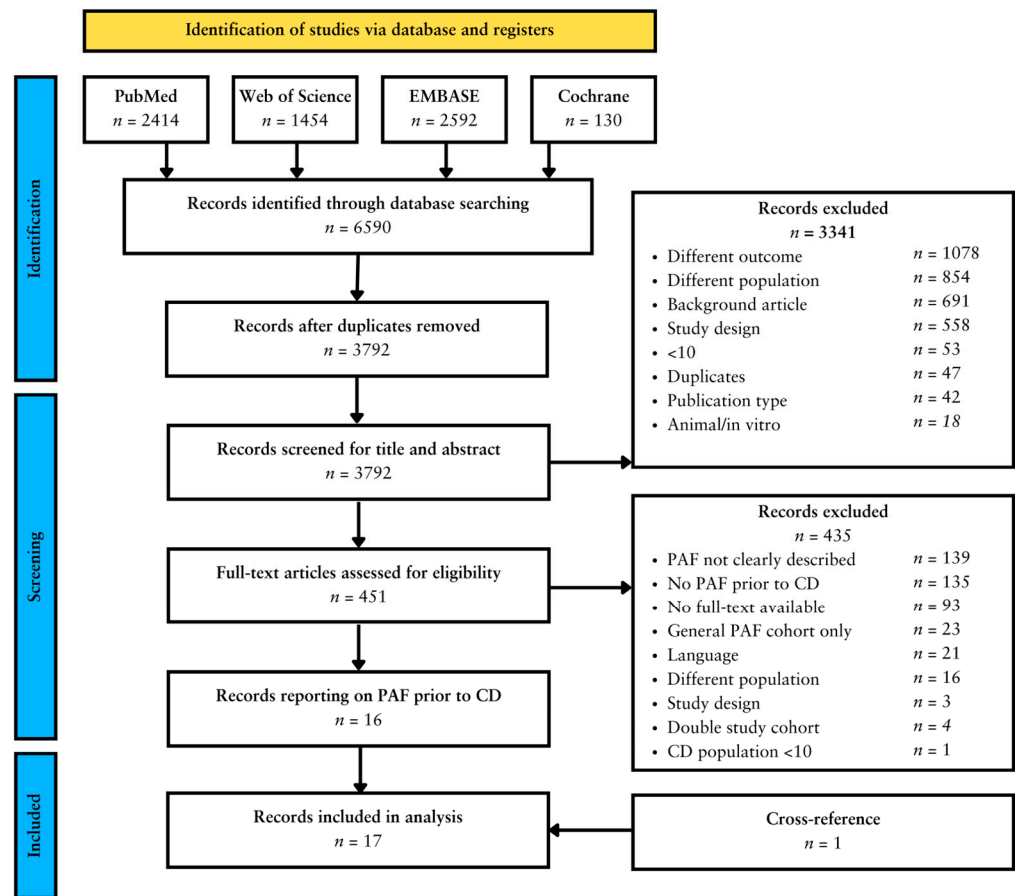 Identification of studies via database and registers
Identification
PubMed
n = 2414
Web of Science
n = 1454
EMBASE
n = 2592
Cochrane
n = 130
Records identified through database searching
n = 6590
Records after duplicates removed
n = 3792
Records excluded
n = 3341
• Different outcome n = 1078
• Different population n = 854
• Background article n = 691
• Study design n = 558
• <10 n = 53
• Duplicates n = 47
• Publication type n = 42
• Animal/in vitro n = 18
Screening
Records screened for title and abstract
n = 3792
Full-text articles assessed for eligibility
n = 451
Records excluded
n = 435
• PAF not clearly described n = 139
• No PAF prior to CD n = 135
• No full-text available n = 93
• General PAF cohort only n = 23
• Language n = 21
• Different population n = 16
• Study design n = 3
• Double study cohort n = 4
• CD population <10 n = 1
Records reporting on PAF prior to CD
n = 16
Included
Records included in analysis
n = 17
Cross-reference
n = 1